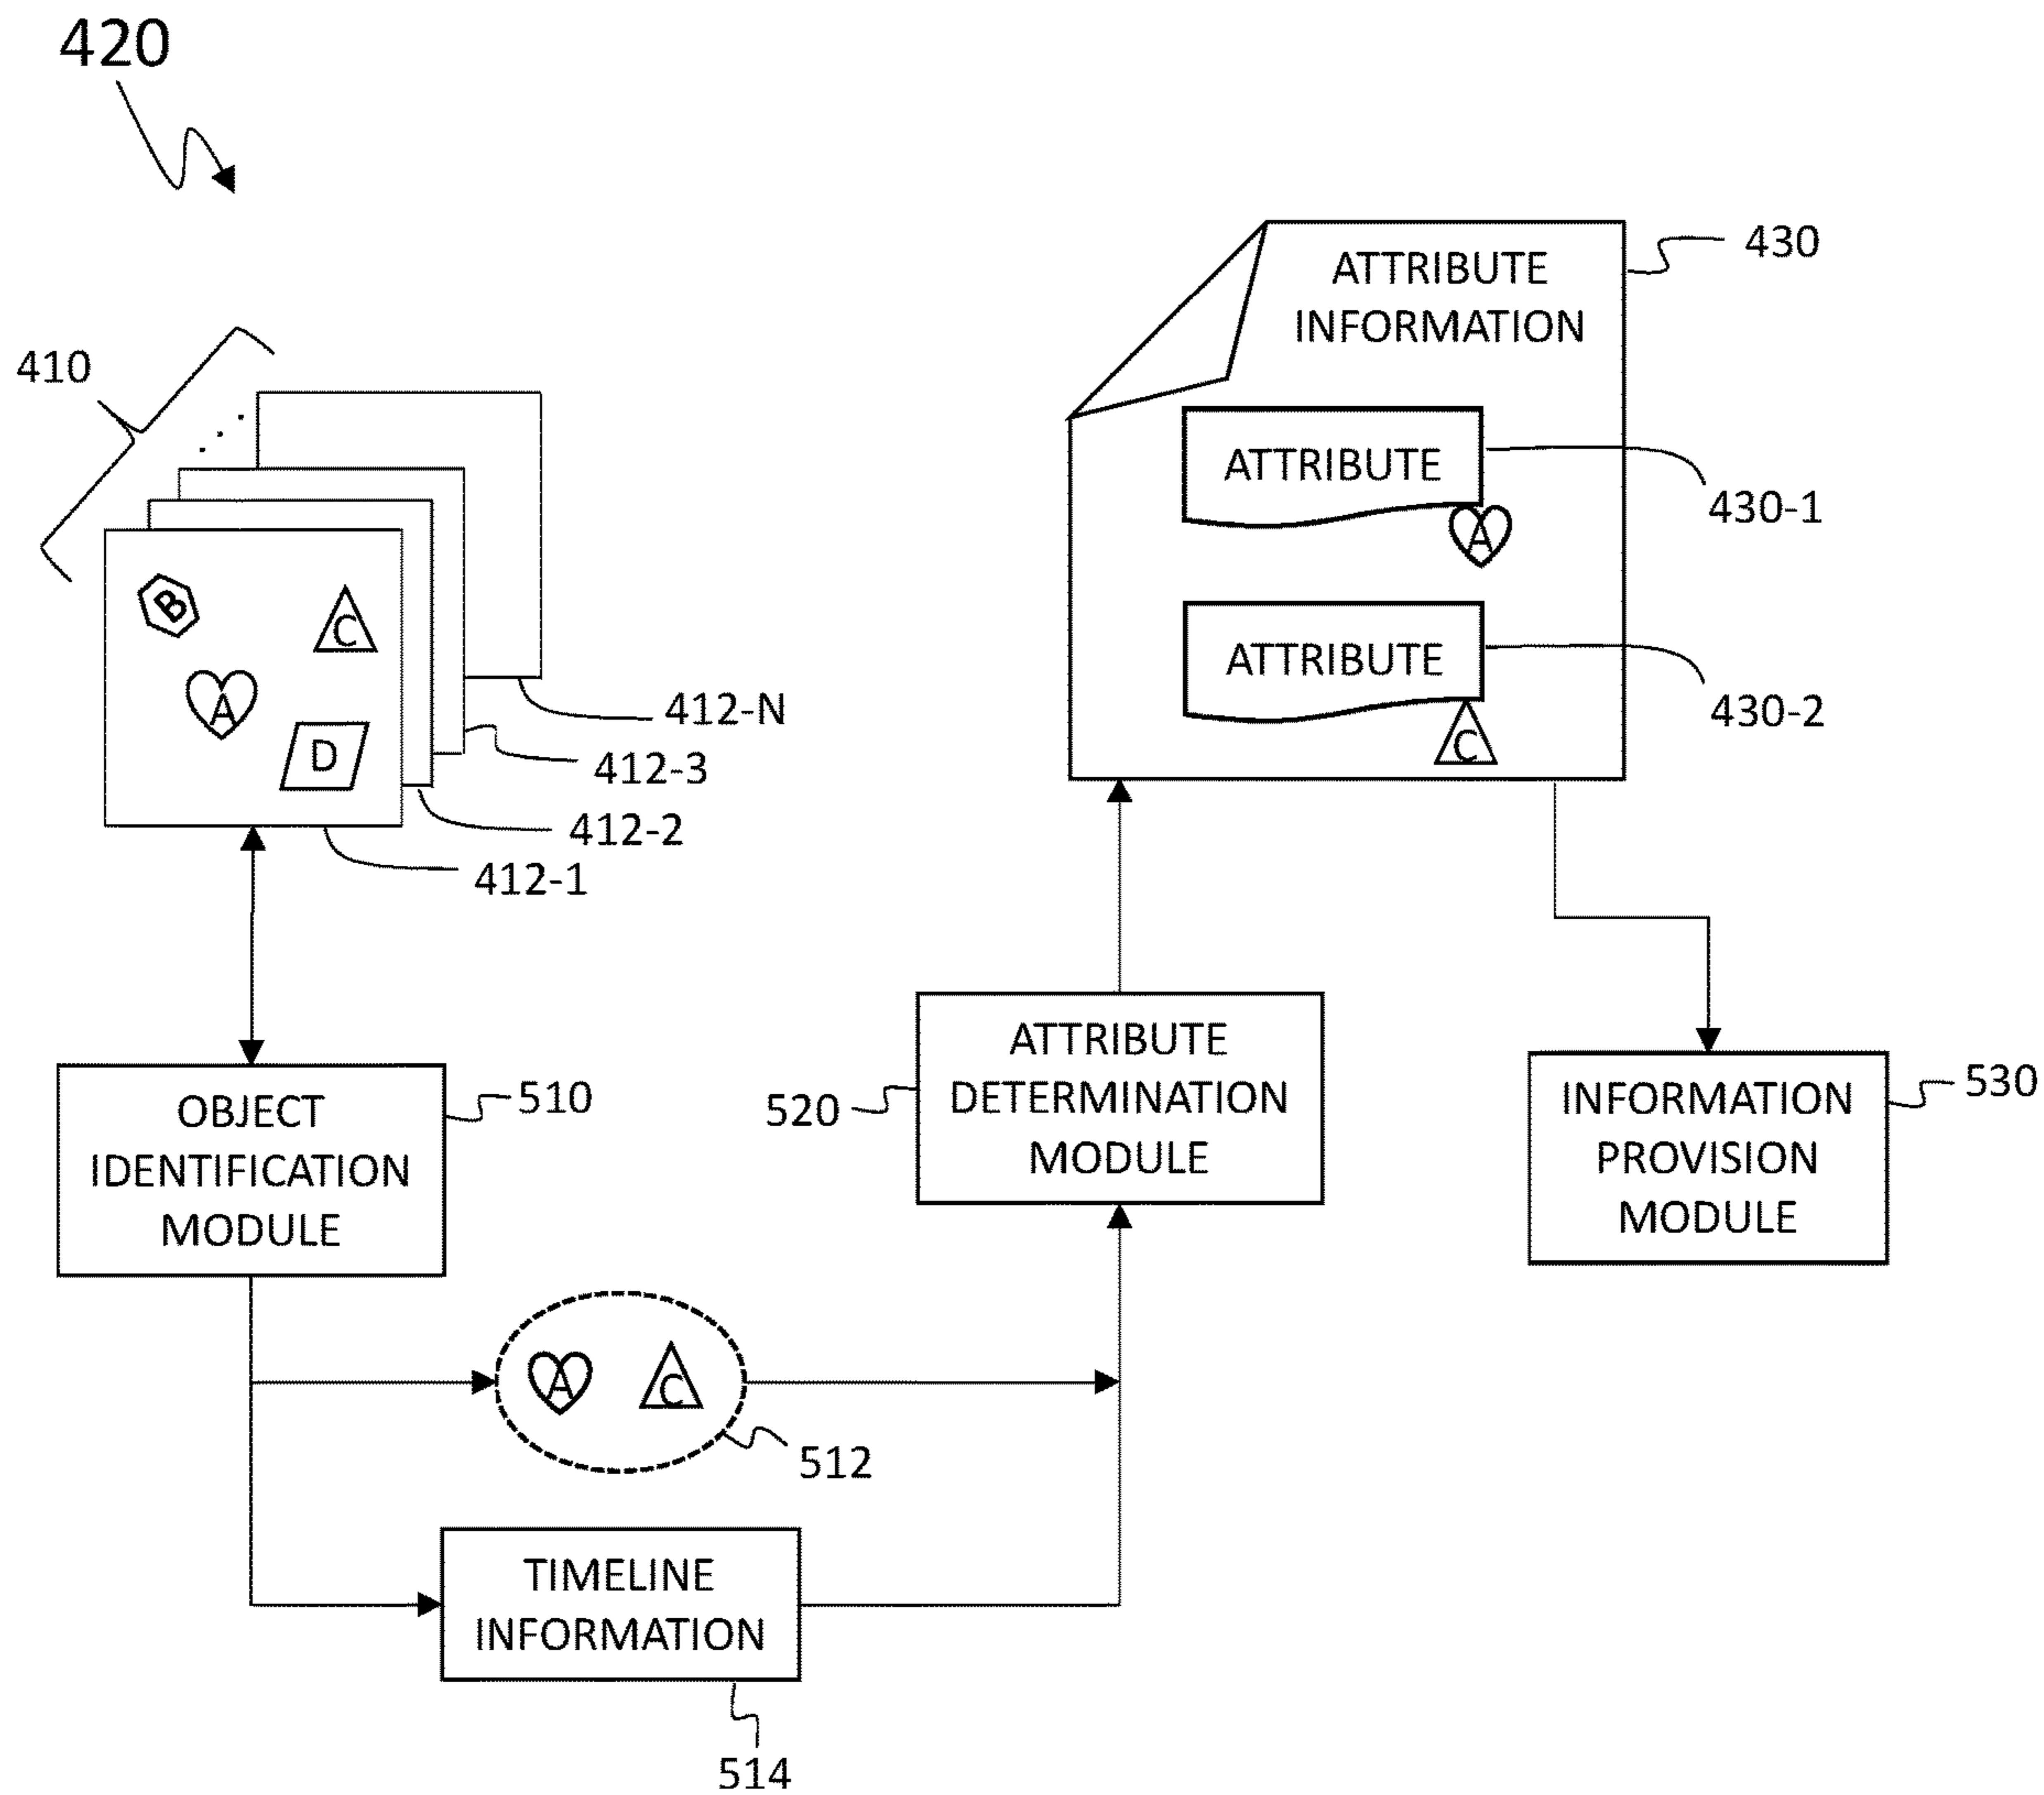 420
410
B
C
A
D
412-N
412-3
412-2
412-1
ATTRIBUTE
INFORMATION
430
ATTRIBUTE
430-1
A
ATTRIBUTE
430-2
C
OBJECT
IDENTIFICATION
MODULE
510
ATTRIBUTE
DETERMINATION
MODULE
520
INFORMATION
PROVISION
MODULE
530
A
C
512
TIMELINE
INFORMATION
514